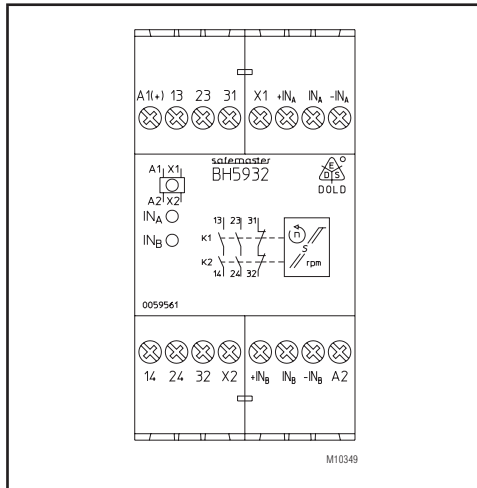 A1(+) 13 23 31 X1 +INA INA -INA
safemaster
BH5932
A1 X1
A2 X2
INA
INB
13 23 31
K1
K2
14 24 32
n
S
rpm
E
D S
DOLD
0059561
14 24 32 X2 +INB INB -INB A2
M10349